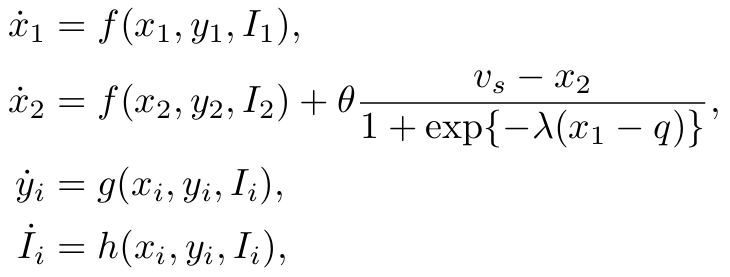 ẋ₁ = f(x₁, y₁, I₁),
ẋ₂ = f(x₂, y₂, I₂) + θ (vₛ − x₂) / (1 + exp{−λ(x₁ − q)}),
ẏᵢ = g(xᵢ, yᵢ, Iᵢ),
İᵢ = h(xᵢ, yᵢ, Iᵢ),